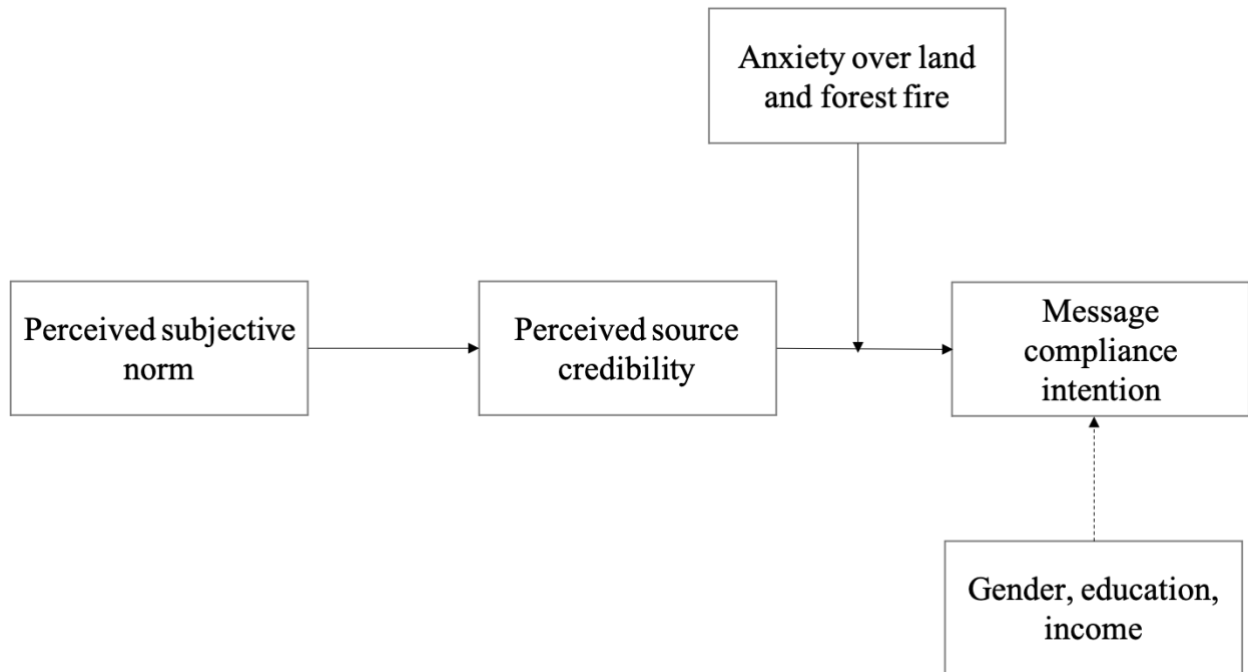 Anxiety over land
and forest fire
Perceived subjective
norm
Perceived source
credibility
Message
compliance
intention
Gender, education,
income